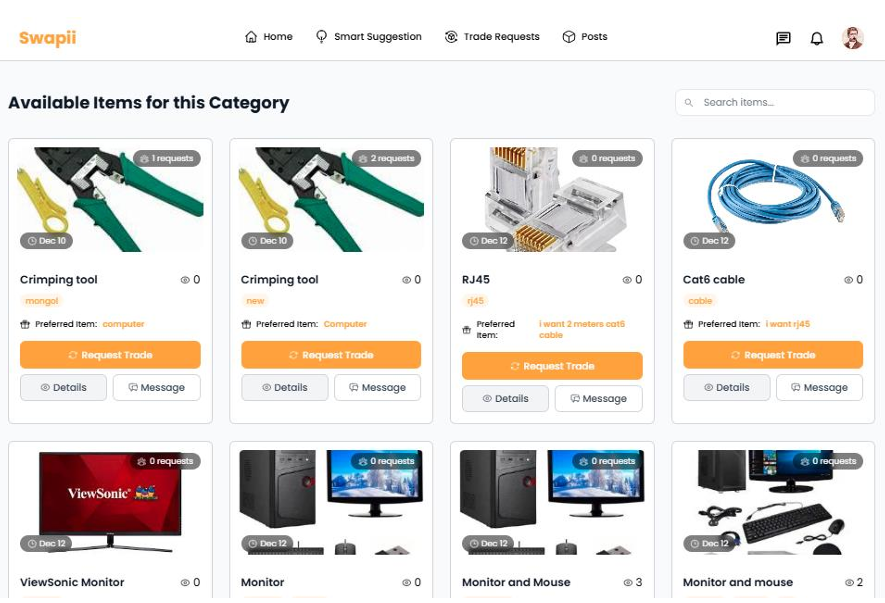 Swapii
Home
Smart Suggestion
Trade Requests
Posts
Available Items for this Category
Search items...
1 requests
Dec 10
Crimping tool
0
mongol
Preferred Item: computer
Request Trade
Details
Message
2 requests
Dec 10
Crimping tool
0
new
Preferred Item: Computer
Request Trade
Details
Message
0 requests
Dec 12
RJ45
0
rj45
Preferred
Item:
i want 2 meters cat6
cable
Request Trade
Details
Message
0 requests
Dec 12
Cat6 cable
0
cable
Preferred Item: i want rj45
Request Trade
Details
Message
0 requests
ViewSonic
Dec 12
ViewSonic Monitor
0
0 requests
Dec 12
Monitor
0
0 requests
Dec 12
Monitor and Mouse
3
0 requests
Dec 12
Monitor and mouse
2